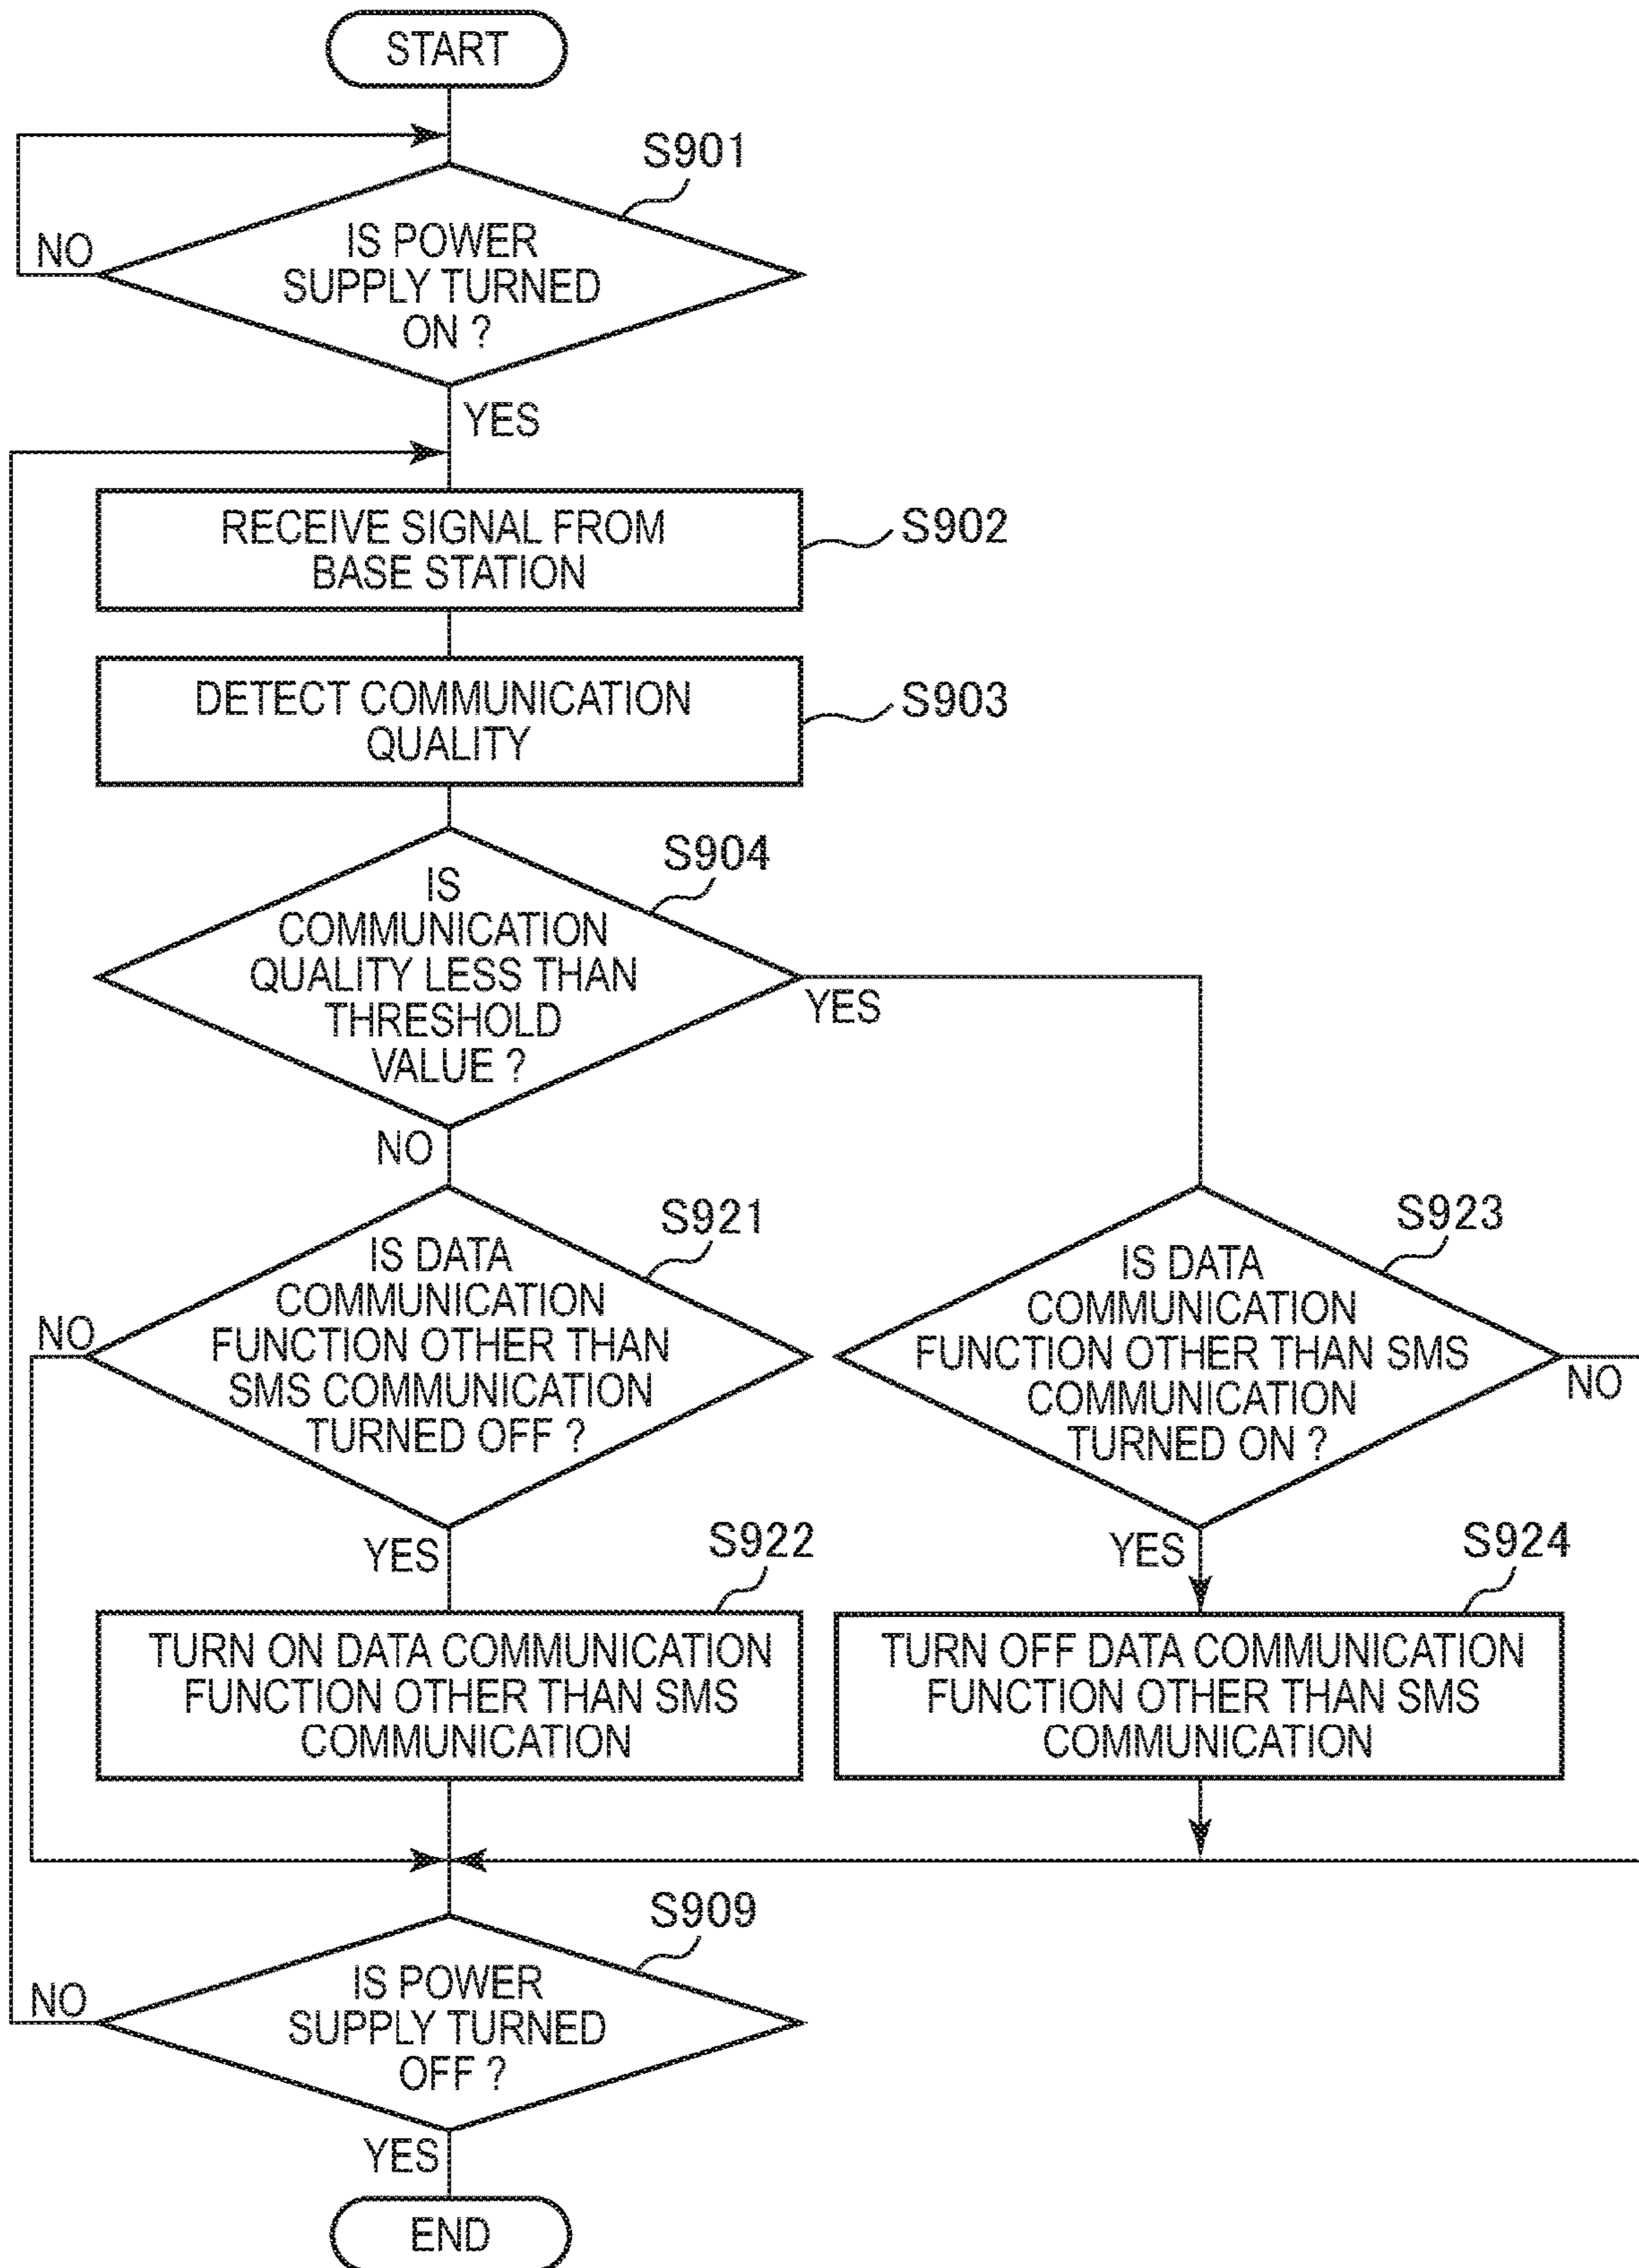 START
S901
NO
IS POWER
SUPPLY TURNED
ON ?
YES
RECEIVE SIGNAL FROM
BASE STATION
S902
DETECT COMMUNICATION
QUALITY
S903
S904
IS
COMMUNICATION
QUALITY LESS THAN
THRESHOLD
VALUE ?
YES
NO
S921
IS DATA
COMMUNICATION
FUNCTION OTHER THAN
SMS COMMUNICATION
TURNED OFF ?
NO
YES
S923
IS DATA
COMMUNICATION
FUNCTION OTHER THAN SMS
COMMUNICATION
TURNED ON ?
NO
YES
S922
TURN ON DATA COMMUNICATION
FUNCTION OTHER THAN SMS
COMMUNICATION
S924
TURN OFF DATA COMMUNICATION
FUNCTION OTHER THAN SMS
COMMUNICATION
S909
NO
IS POWER
SUPPLY TURNED
OFF ?
YES
END